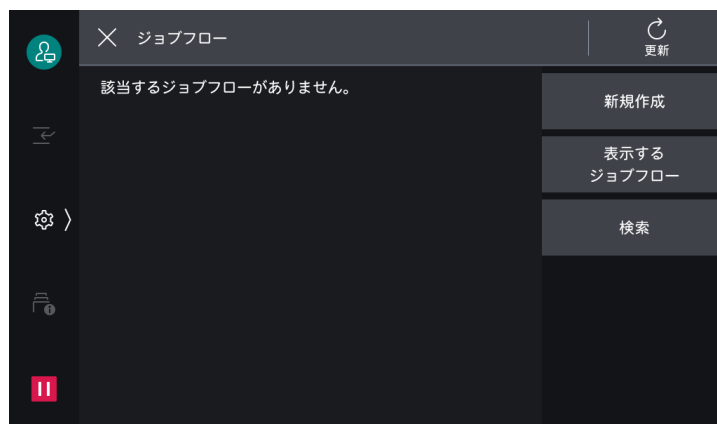 ジョブフロー
更新
該当するジョブフローがありません。
新規作成
表示する
ジョブフロー
検索